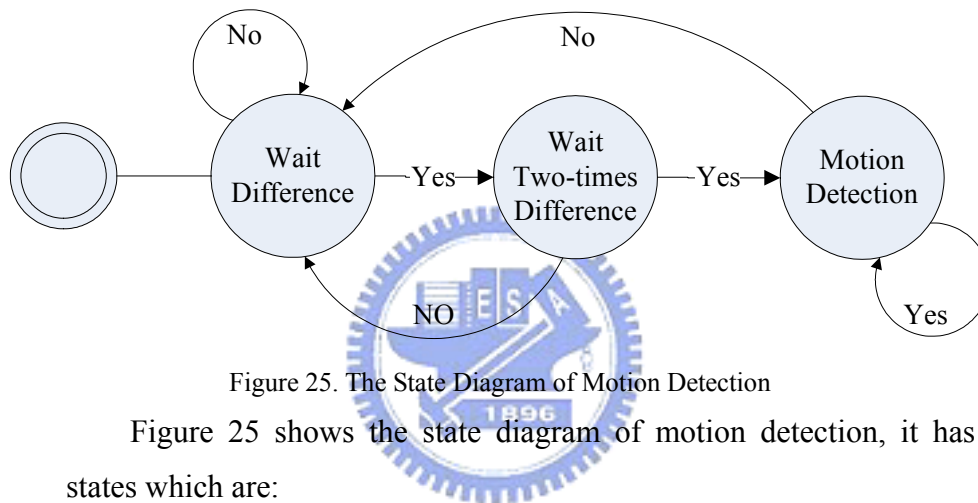 No
No
Wait
Difference
Yes
Wait
Two-times
Difference
Yes
Motion
Detection
NO
Yes
E S A
Figure 25. The State Diagram of Motion Detection
1896
Figure 25 shows the state diagram of motion detection, it has
states which are: